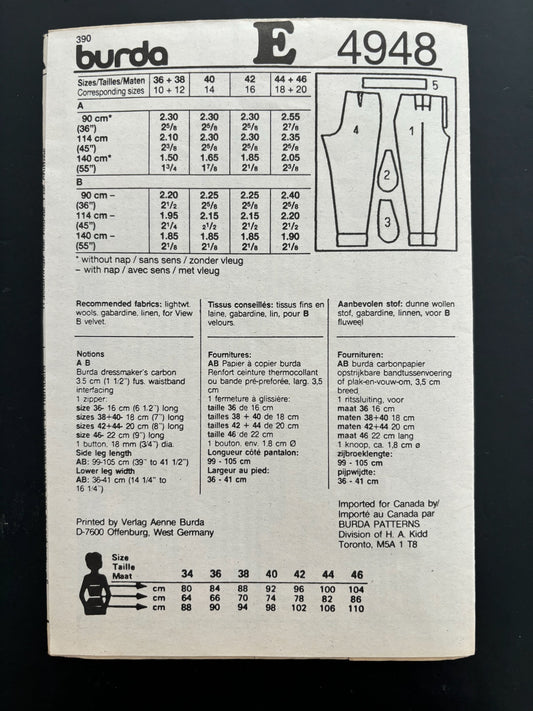 390
burda E 4948
Sizes/Tailles/Maten 36 + 38 40 42 44 + 46
Corresponding sizes 10 + 12 14 16 18 + 20
A
90 cm* 2.30 2.30 2.30 2.55
(36") 2⅝ 2⅝ 2⅝ 2⅞
114 cm 2.10 2.30 2.30 2.35
(45") 2⅜ 2⅝ 2⅝ 2⅝
140 cm* 1.50 1.65 1.85 2.05
(55") 1¾ 1⅞ 2⅛ 2⅜
B
90 cm – 2.20 2.25 2.25 2.40
(36") 2½ 2⅝ 2⅝ 2⅝
114 cm – 1.95 2.15 2.15 2.20
(45") 2¼ 2½ 2½ 2½
140 cm – 1.85 1.85 1.85 1.90
(55") 2⅛ 2⅛ 2⅛ 2⅛
* without nap / sans sens / zonder vleug
– with nap / avec sens / met vleug
5
4
1
2
3
Recommended fabrics: lightwt.
wools, gabardine, linen, for View
B velvet.
Tissus conseillés: tissus fins en
laine, gabardine, lin, pour B
velours.
Aanbevolen stof: dunne wollen
stof, gabardine, linnen, voor B
fluweel
Notions
A B
Burda dressmaker's carbon
3.5 cm (1 1/2") fus. waistband
interfacing
1 zipper:
size 36- 16 cm (6 1.2") long
sizes 38+40- 18 cm (7") long
sizes 42+44- 20 cm (8") long
size 46- 22 cm (9") long
1 button. 18 mm (3/4") dia.
Side leg length
AB: 99-105 cm (39" to 41 1/2")
Lower leg width
AB: 36-41 cm (14 1/4" to
16 1/4")
Fournitures:
AB Papier à copier burda
Renfort ceinture thermocollant
ou bande pré-preforée, larg. 3,5
cm
1 fermeture à glissière:
taille 36 de 16 cm
tailles 38 + 40 de 18 cm
tailles 42 + 44 de 20 cm
taille 46 de 22 cm
1 bouton, env. 1,8 cm Ø
Longueur côté pantalon:
99 - 105 cm
Largeur au pied:
36 - 41 cm
Fournituren:
AB burda carbonpapier
opstrijkbare bandtussenvoering
of plak-en-vouw-om, 3,5 cm
breed
1 ritssluiting, voor
maat 36 16 cm
maten 38+40 18 cm
maten 42+44 20 cm
maat 46 22 cm lang
1 knoop, ca. 1,8 cm ø
zijbroeklengte:
99 - 105 cm
pijpwijdte:
36 - 41 cm
Printed by Verlag Aenne Burda
D-7600 Offenburg, West Germany
Imported for Canada by/
Importé au Canada par
BURDA PATTERNS
Division of H. A. Kidd
Toronto, M5A 1 T8
Size
Taille
Maat 34 36 38 40 42 44 46
cm 80 84 88 92 96 100 104
cm 64 66 70 74 78 82 86
cm 88 90 94 98 102 106 110